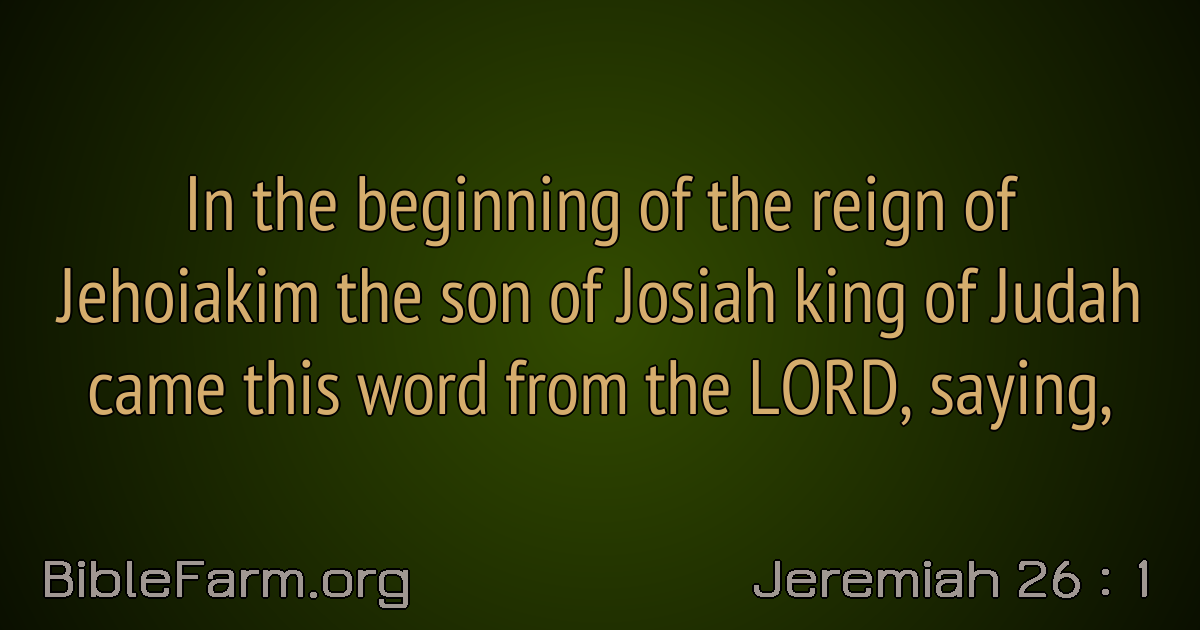 In the beginning of the reign of
Jehoiakim the son of Josiah king of Judah
came this word from the LORD, saying,
BibleFarm.org
Jeremiah 26 : 1